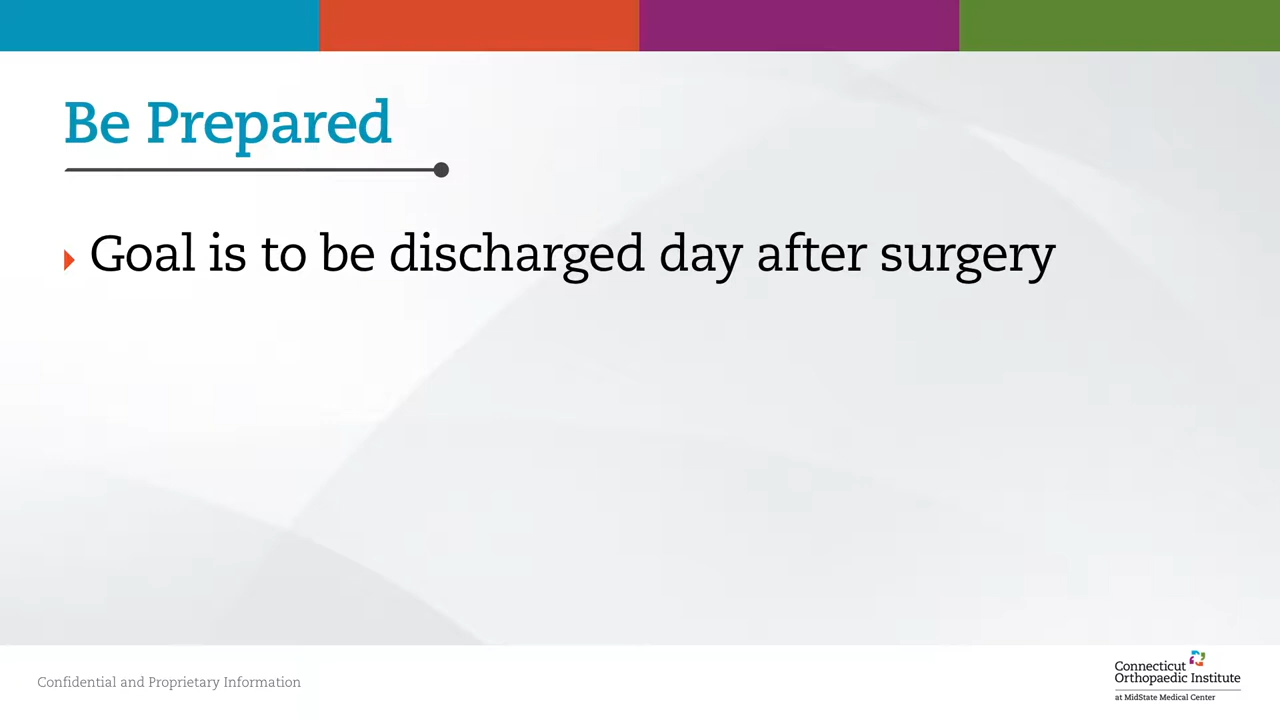 Be Prepared
Goal is to be discharged day after surgery
Confidential and Proprietary Information
Connecticut
Orthopaedic Institute
at MidState Medical Center